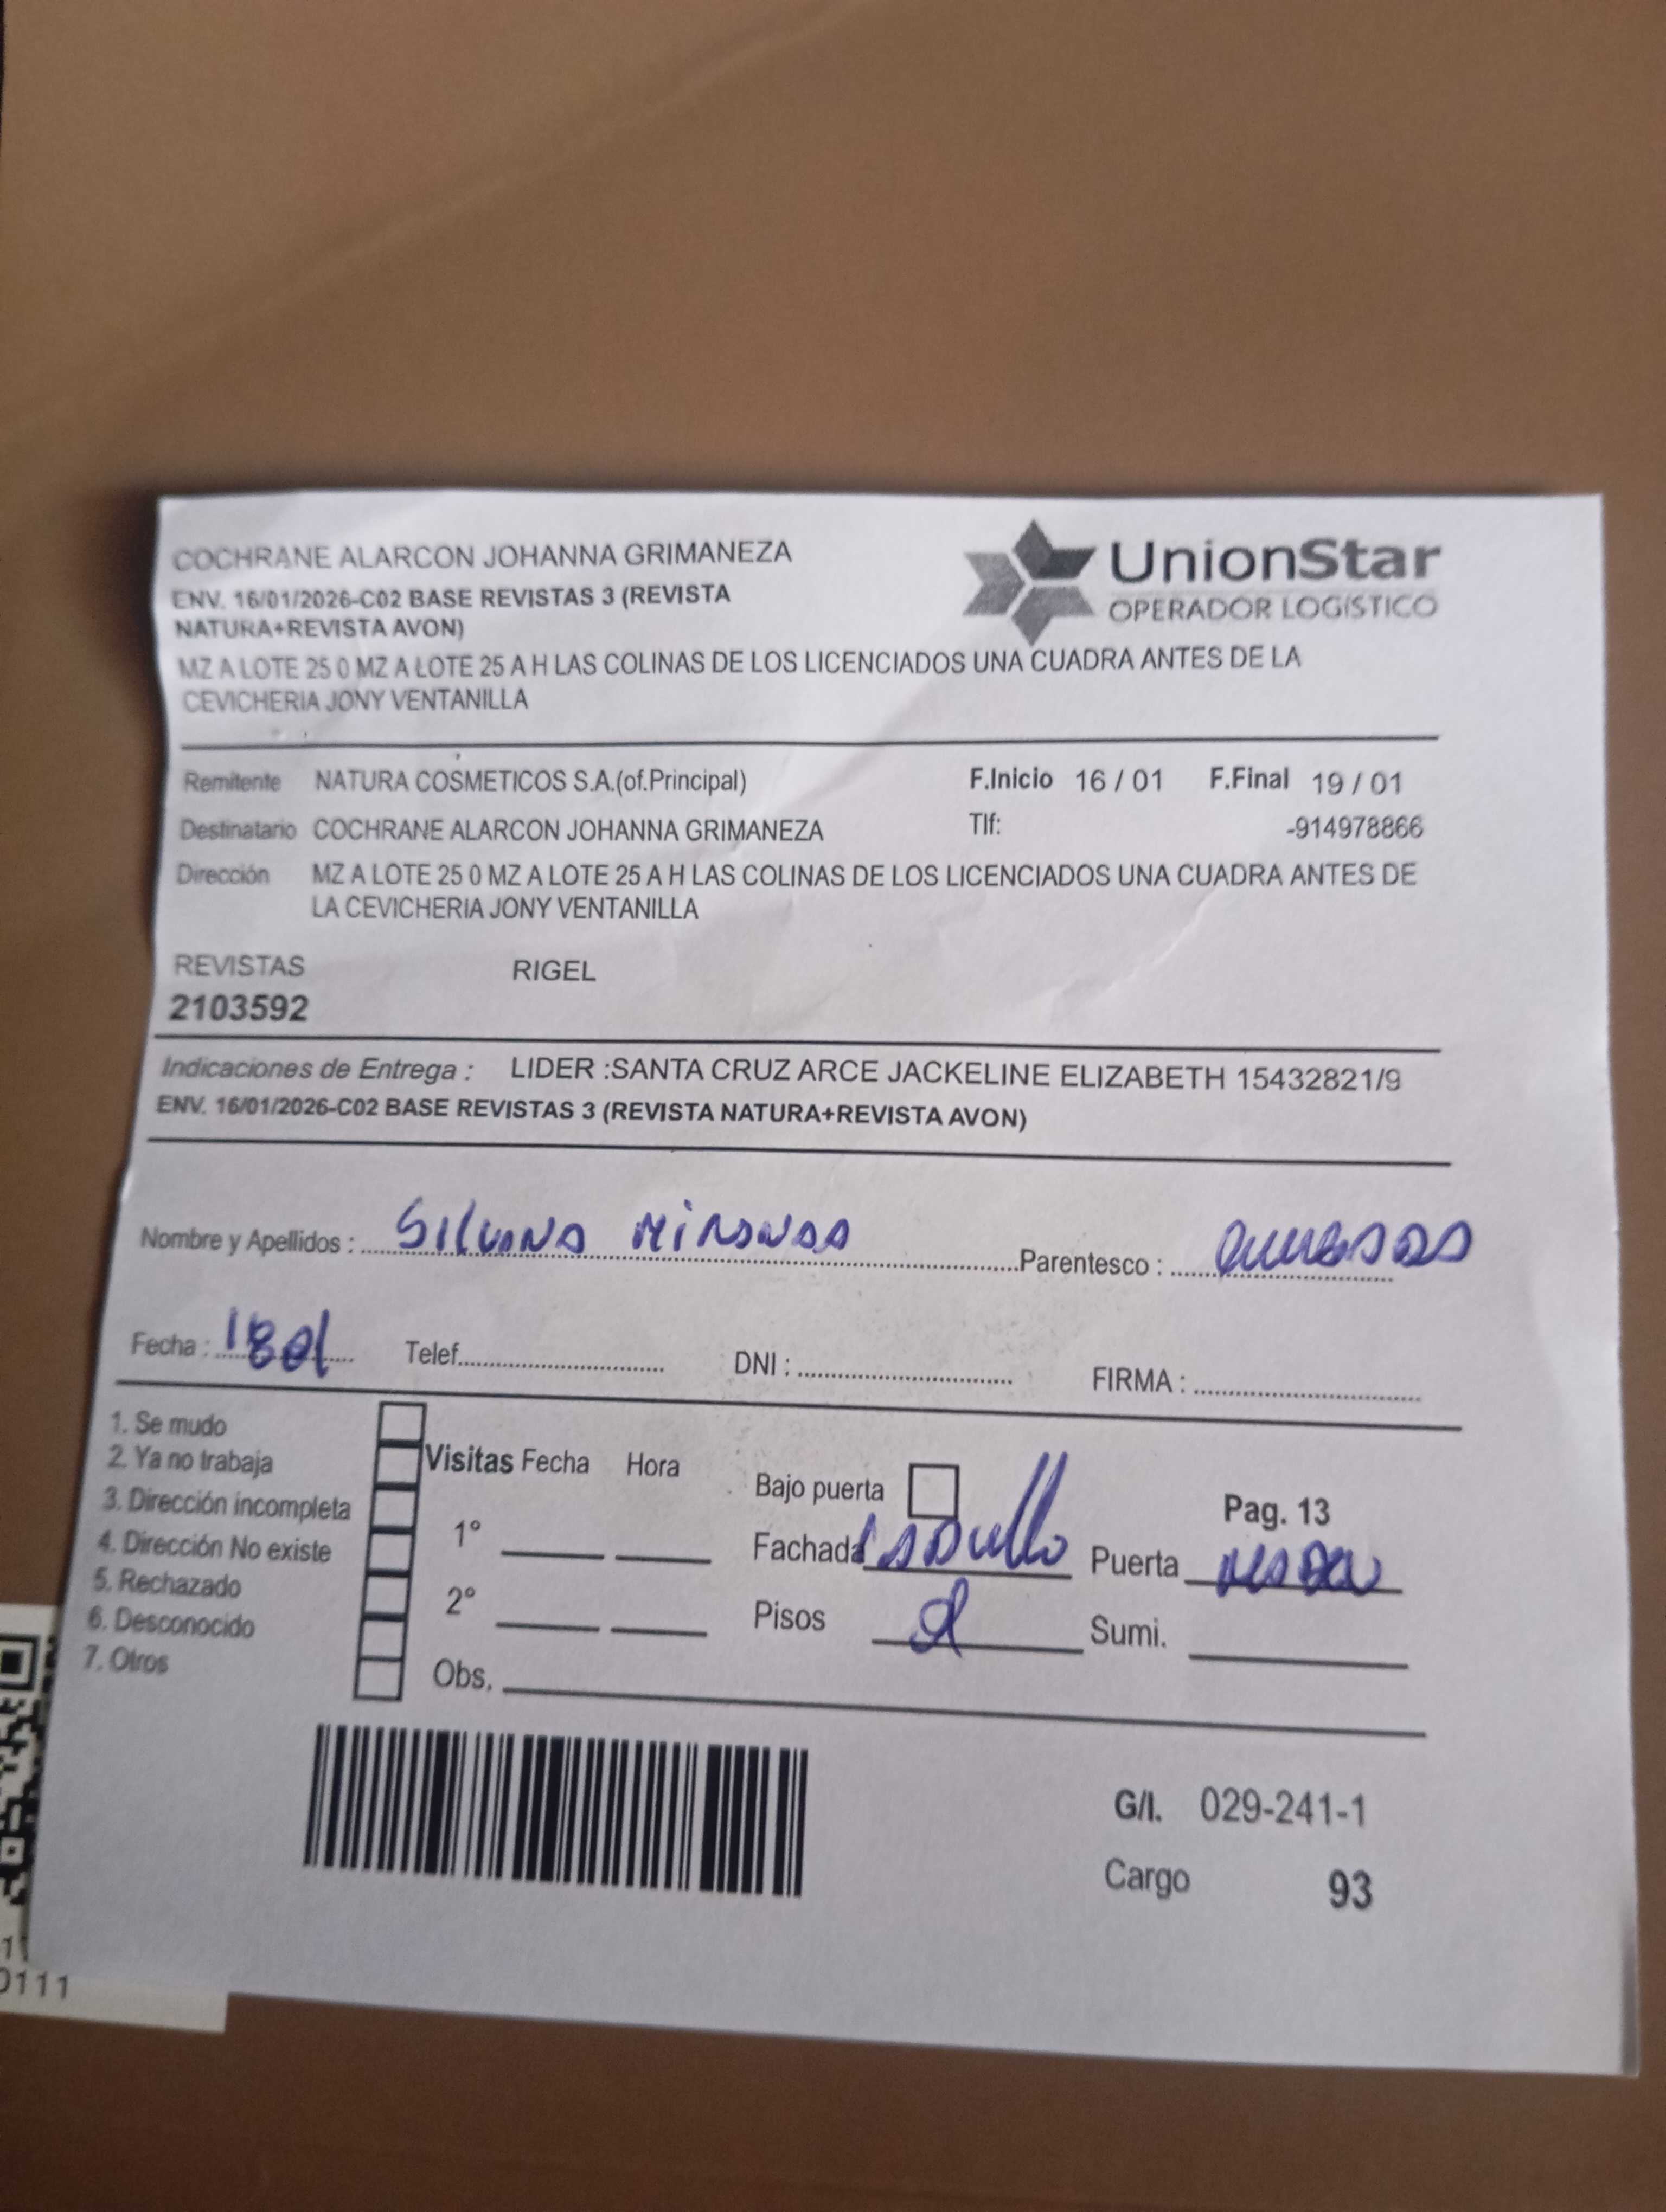 COCHRANE ALARCON JOHANNA GRIMANEZA
ENV. 16/01/2026-C02 BASE REVISTAS 3 (REVISTA
NATURA+REVISTA AVON)
UnionStar
OPERADOR LOGÍSTICO
MZ A LOTE 25 0 MZ A LOTE 25 A H LAS COLINAS DE LOS LICENCIADOS UNA CUADRA ANTES DE LA
CEVICHERIA JONY VENTANILLA
Remitente NATURA COSMETICOS S.A.(of.Principal) F.Inicio 16 / 01 F.Final 19 / 01
Destinatario COCHRANE ALARCON JOHANNA GRIMANEZA Tlf: -914978866
Dirección MZ A LOTE 25 0 MZ A LOTE 25 A H LAS COLINAS DE LOS LICENCIADOS UNA CUADRA ANTES DE
LA CEVICHERIA JONY VENTANILLA
REVISTAS RIGEL
2103592
Indicaciones de Entrega : LIDER :SANTA CRUZ ARCE JACKELINE ELIZABETH 15432821/9
ENV. 16/01/2026-C02 BASE REVISTAS 3 (REVISTA NATURA+REVISTA AVON)
Nombre y Apellidos : Silvana Miranda Parentesco :
Fecha : Telef. DNI : FIRMA :
1. Se mudo
2. Ya no trabaja
3. Dirección incompleta
4. Dirección No existe
5. Rechazado
6. Desconocido
7. Otros
Visitas Fecha Hora
1°
2°
Obs.
Bajo puerta Pag. 13
Fachada Ladrillo Puerta
Pisos 2 Sumi.
G/I. 029-241-1
Cargo 93
0111